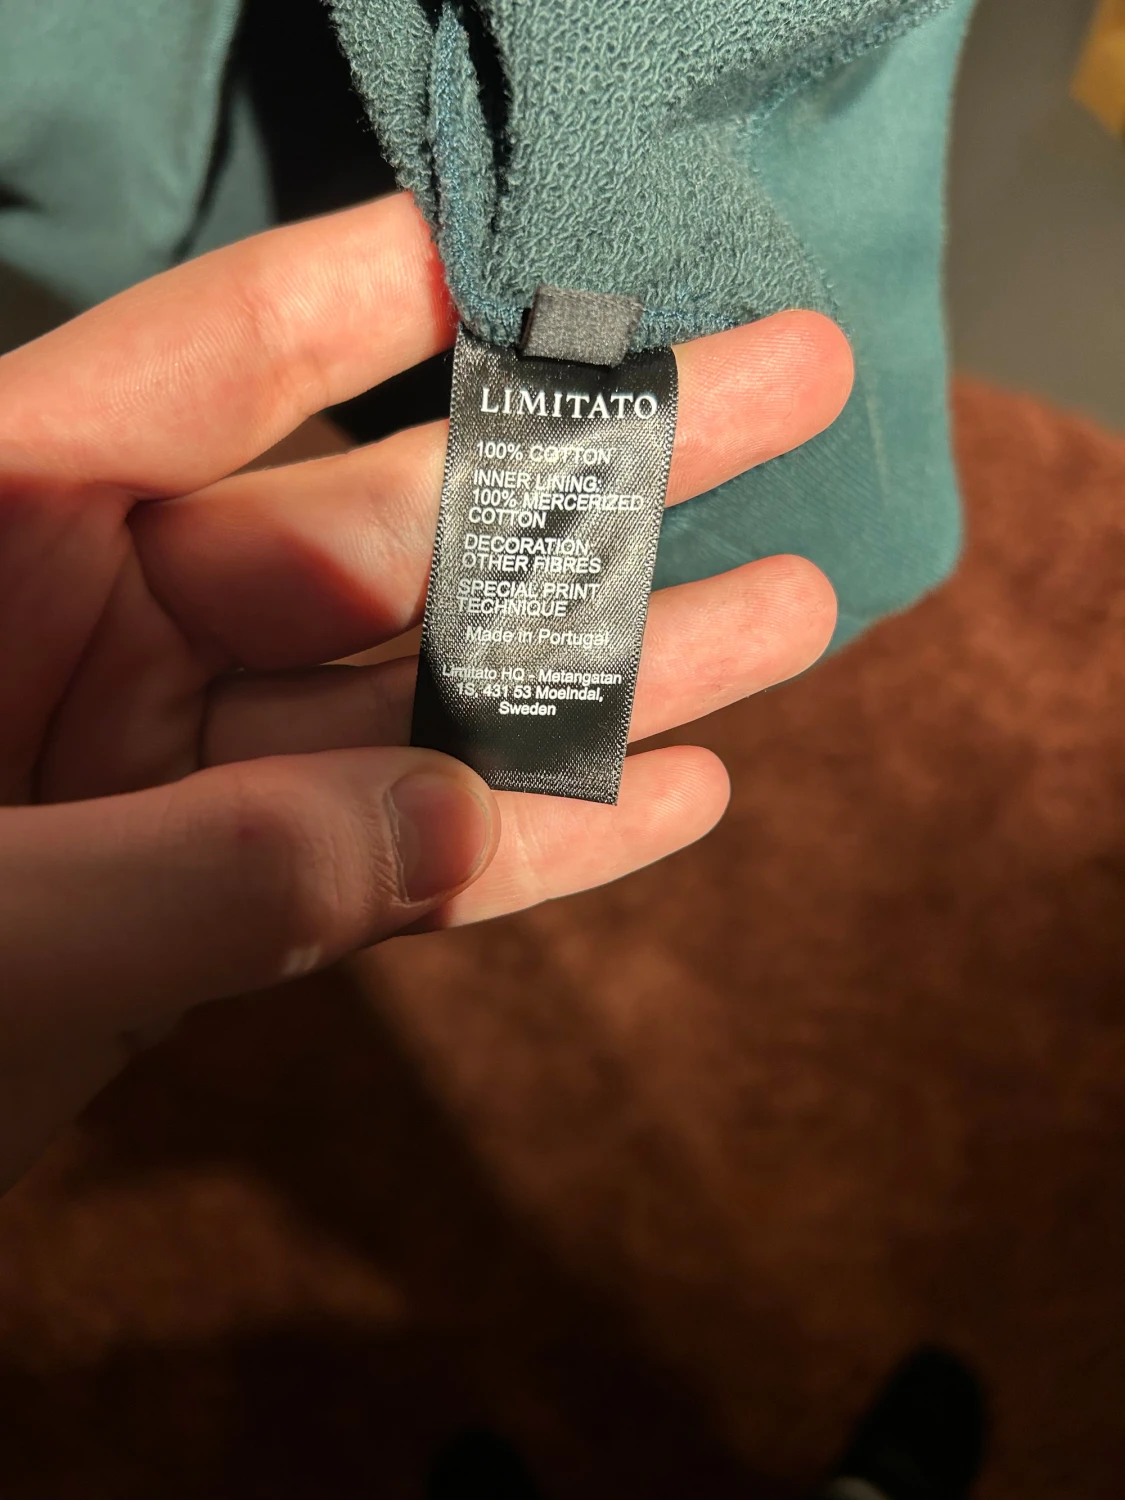 LIMITATO
100% COTTON
INNER LINING,
100% MERCERIZED
COTTON
DECORATION,
OTHER FIBRES
SPECIAL PRINT
TECHNIQUE
Made in Portugal
Limitato HQ - Metangatan
1S, 431 53 Moelndal,
Sweden